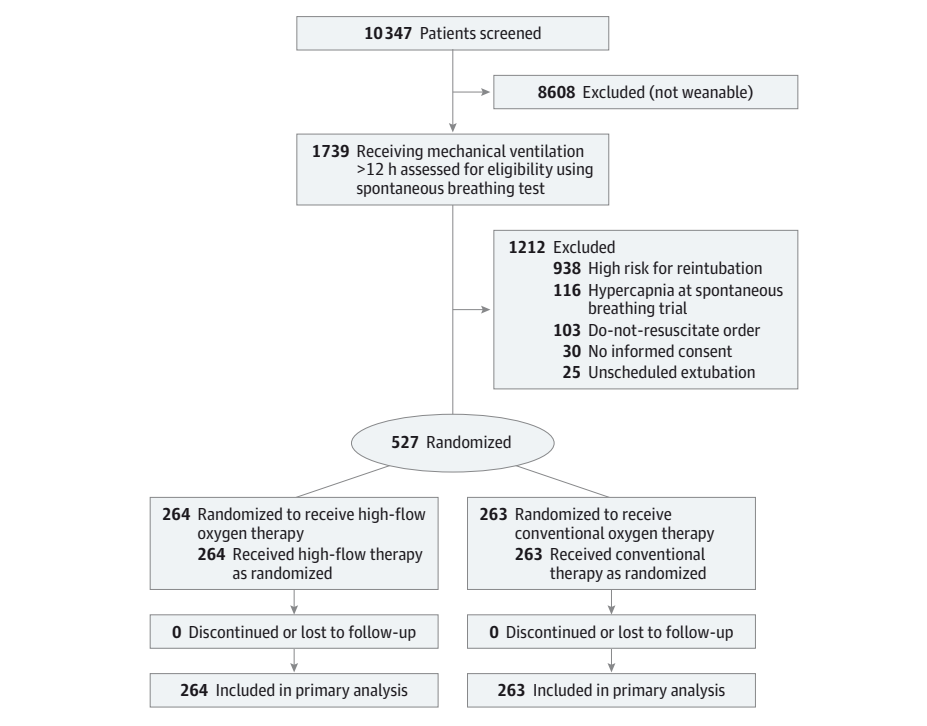 10347 Patients screened
8608 Excluded (not weanable)
1739 Receiving mechanical ventilation
>12 h assessed for eligibility using
spontaneous breathing test
1212 Excluded
938 High risk for reintubation
116 Hypercapnia at spontaneous
breathing trial
103 Do-not-resuscitate order
30 No informed consent
25 Unscheduled extubation
527 Randomized
264 Randomized to receive high-flow
oxygen therapy
264 Received high-flow therapy
as randomized
263 Randomized to receive
conventional oxygen therapy
263 Received conventional
therapy as randomized
0 Discontinued or lost to follow-up
0 Discontinued or lost to follow-up
264 Included in primary analysis
263 Included in primary analysis